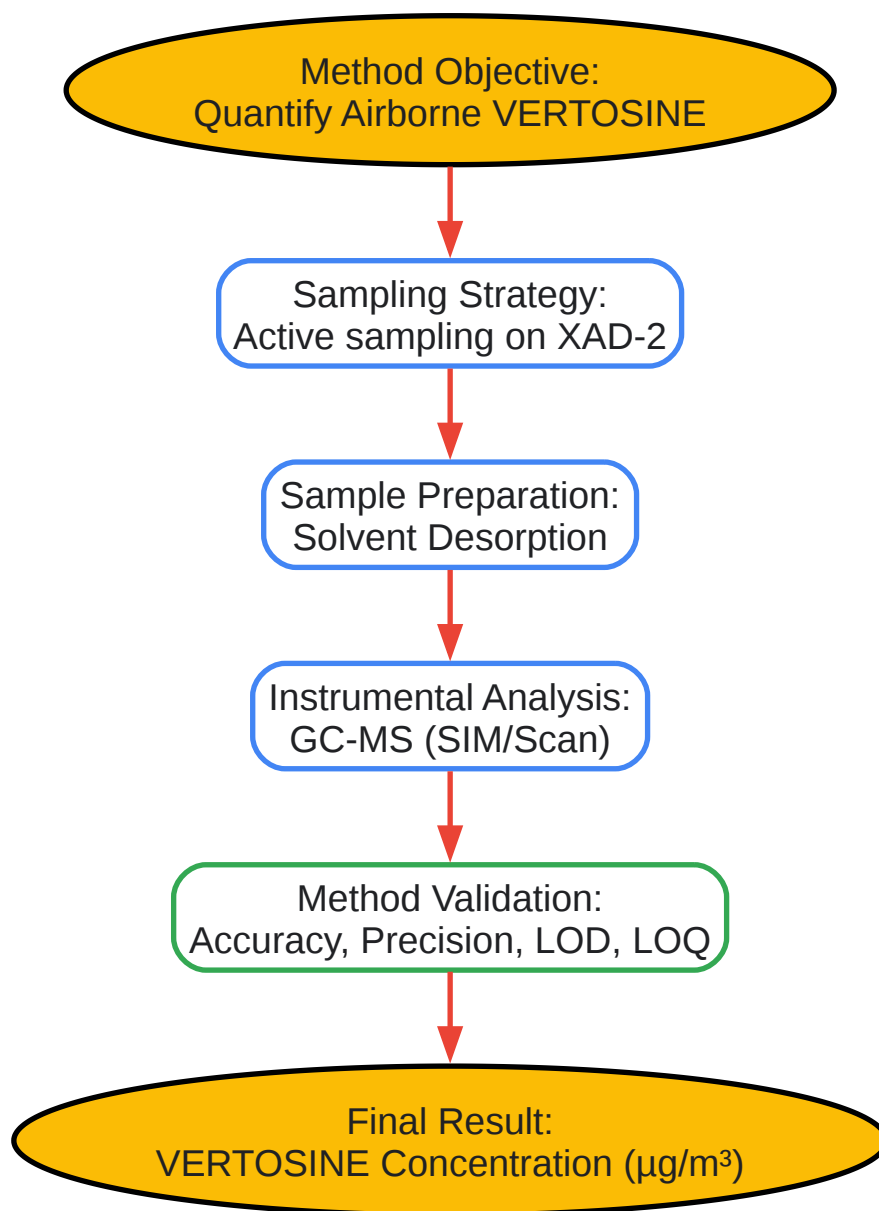 Method Objective:
Quantify Airborne VERTOSINE
Sampling Strategy:
Active sampling on XAD-2
Sample Preparation:
Solvent Desorption
Instrumental Analysis:
GC-MS (SIM/Scan)
Method Validation:
Accuracy, Precision, LOD, LOQ
Final Result:
VERTOSINE Concentration (µg/m³)